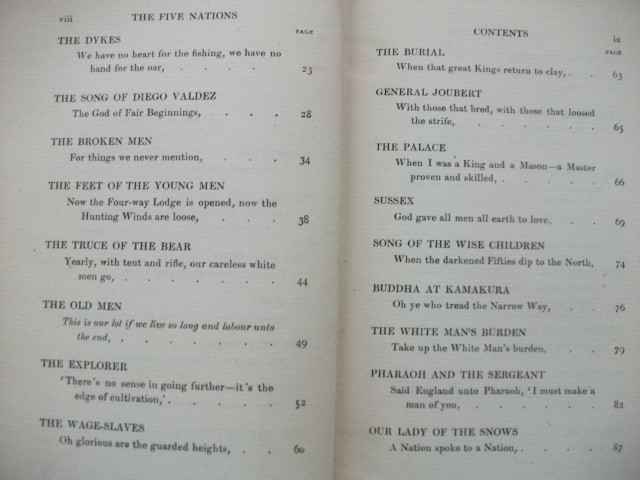 viii THE FIVE NATIONS
PAGE
THE DYKES
We have no heart for the fishing, we have no
hand for the oar, . . . . 23
THE SONG OF DIEGO VALDEZ
The God of Fair Beginnings, . . . 28
THE BROKEN MEN
For things we never mention, . . . 34
THE FEET OF THE YOUNG MEN
Now the Four-way Lodge is opened, now the
Hunting Winds are loose, . . . 38
THE TRUCE OF THE BEAR
Yearly, with tent and rifle, our careless white
men go, . . . . . . . 44
THE OLD MEN
This is our lot if we live so long and labour unto
the end, . . . . . . . 49
THE EXPLORER
'There's no sense in going further—it's the
edge of cultivation,' . . . . . 52
THE WAGE-SLAVES
Oh glorious are the guarded heights, . . 60
CONTENTS ix
PAGE
THE BURIAL
When that great Kings return to clay, . . 63
GENERAL JOUBERT
With those that bred, with those that loosed
the strife, . . . . . . 65
THE PALACE
When I was a King and a Mason—a Master
proven and skilled, . . . . 66
SUSSEX
God gave all men all earth to love, . . 69
SONG OF THE WISE CHILDREN
When the darkened Fifties dip to the North, 74
BUDDHA AT KAMAKURA
Oh ye who tread the Narrow Way, . . 76
THE WHITE MAN'S BURDEN
Take up the White Man's burden, . . 79
PHARAOH AND THE SERGEANT
Said England unto Pharaoh, 'I must make a
man of you, . . . . . . 82
OUR LADY OF THE SNOWS
A Nation spoke to a Nation, . . . . 87